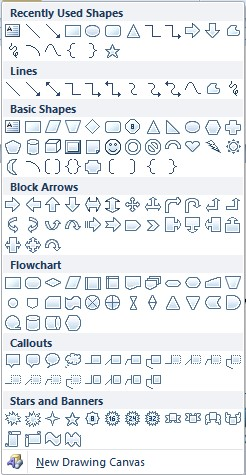 Recently Used Shapes
Lines
Basic Shapes
Block Arrows
Flowchart
Callouts
Stars and Banners
New Drawing Canvas